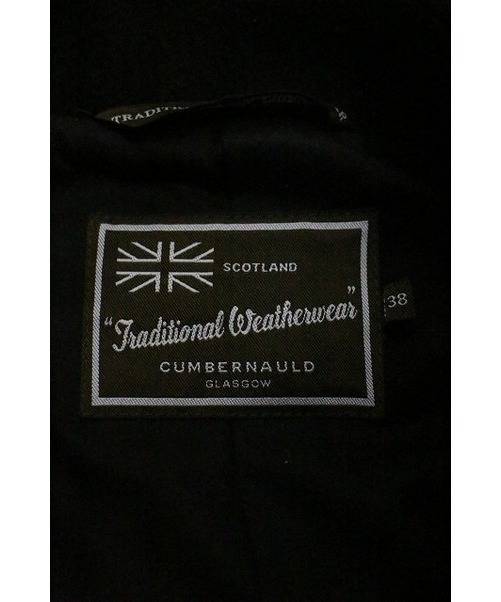 SCOTLAND
"Traditional Weatherwear"
CUMBERNAULD
GLASGOW
38